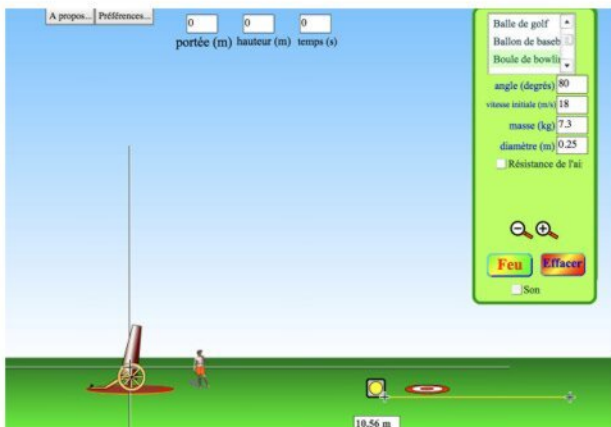 A propos...
Préférences...
0
0
0
portée (m)
hauteur (m)
temps (s)
Balle de golf
Ballon de baseb
Boule de bowlin
angle (degrès) 80
vitesse initiale (m/s) 18
masse (kg) 7.3
diamètre (m) 0.25
Résistance de l'ai
Feu
Effacer
Son
10.56 m